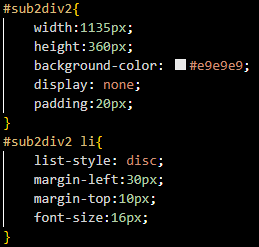 #sub2div2{
    width:1135px;
    height:360px;
    background-color: #e9e9e9;
    display: none;
    padding:20px;
}
#sub2div2 li{
    list-style: disc;
    margin-left:30px;
    margin-top:10px;
    font-size:16px;
}